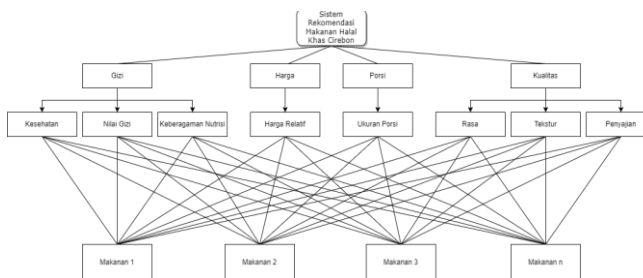 Sistem
Rekomendasi
Makanan Halal
Khas Cirebon
Gizi
Harga
Porsi
Kualitas
Kesehatan
Nilai Gizi
Keberagaman Nutrisi
Harga Relatif
Ukuran Porsi
Rasa
Tekstur
Penyajian
Makanan 1
Makanan 2
Makanan 3
Makanan n